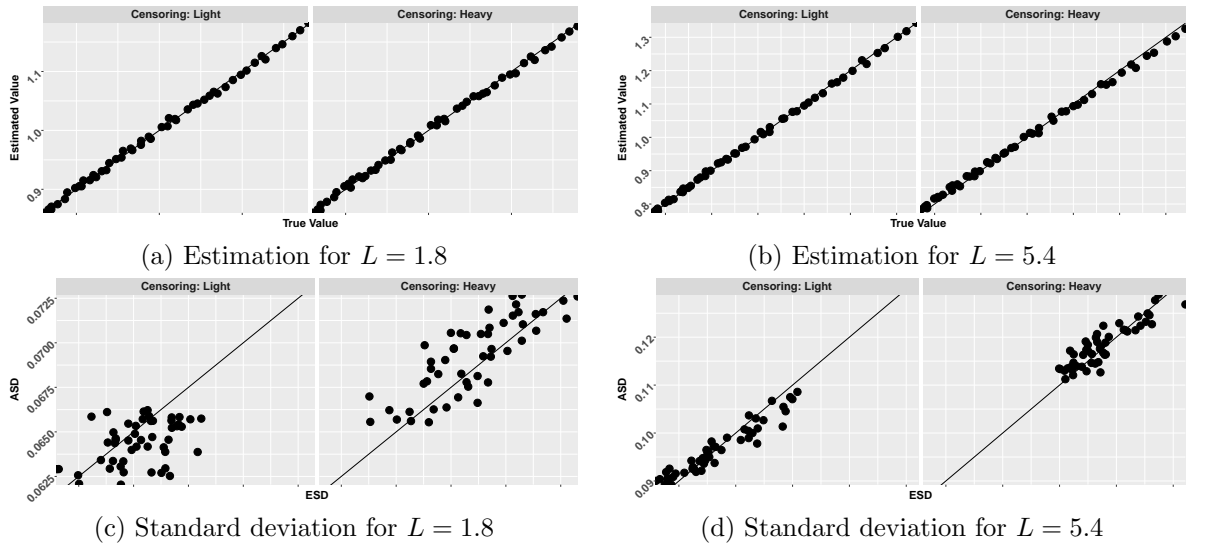 Censoring: Light
Censoring: Heavy
Estimated Value
1.1
1.0
0.9
True Value
(a) Estimation for L = 1.8
Censoring: Light
Censoring: Heavy
Estimated Value
1.3
1.2
1.1
1.0
0.9
0.8
True Value
(b) Estimation for L = 5.4
Censoring: Light
Censoring: Heavy
ASD
0.0725
0.0700
0.0675
0.0650
0.0625
ESD
(c) Standard deviation for L = 1.8
Censoring: Light
Censoring: Heavy
ASD
0.12
0.11
0.10
0.09
ESD
(d) Standard deviation for L = 5.4